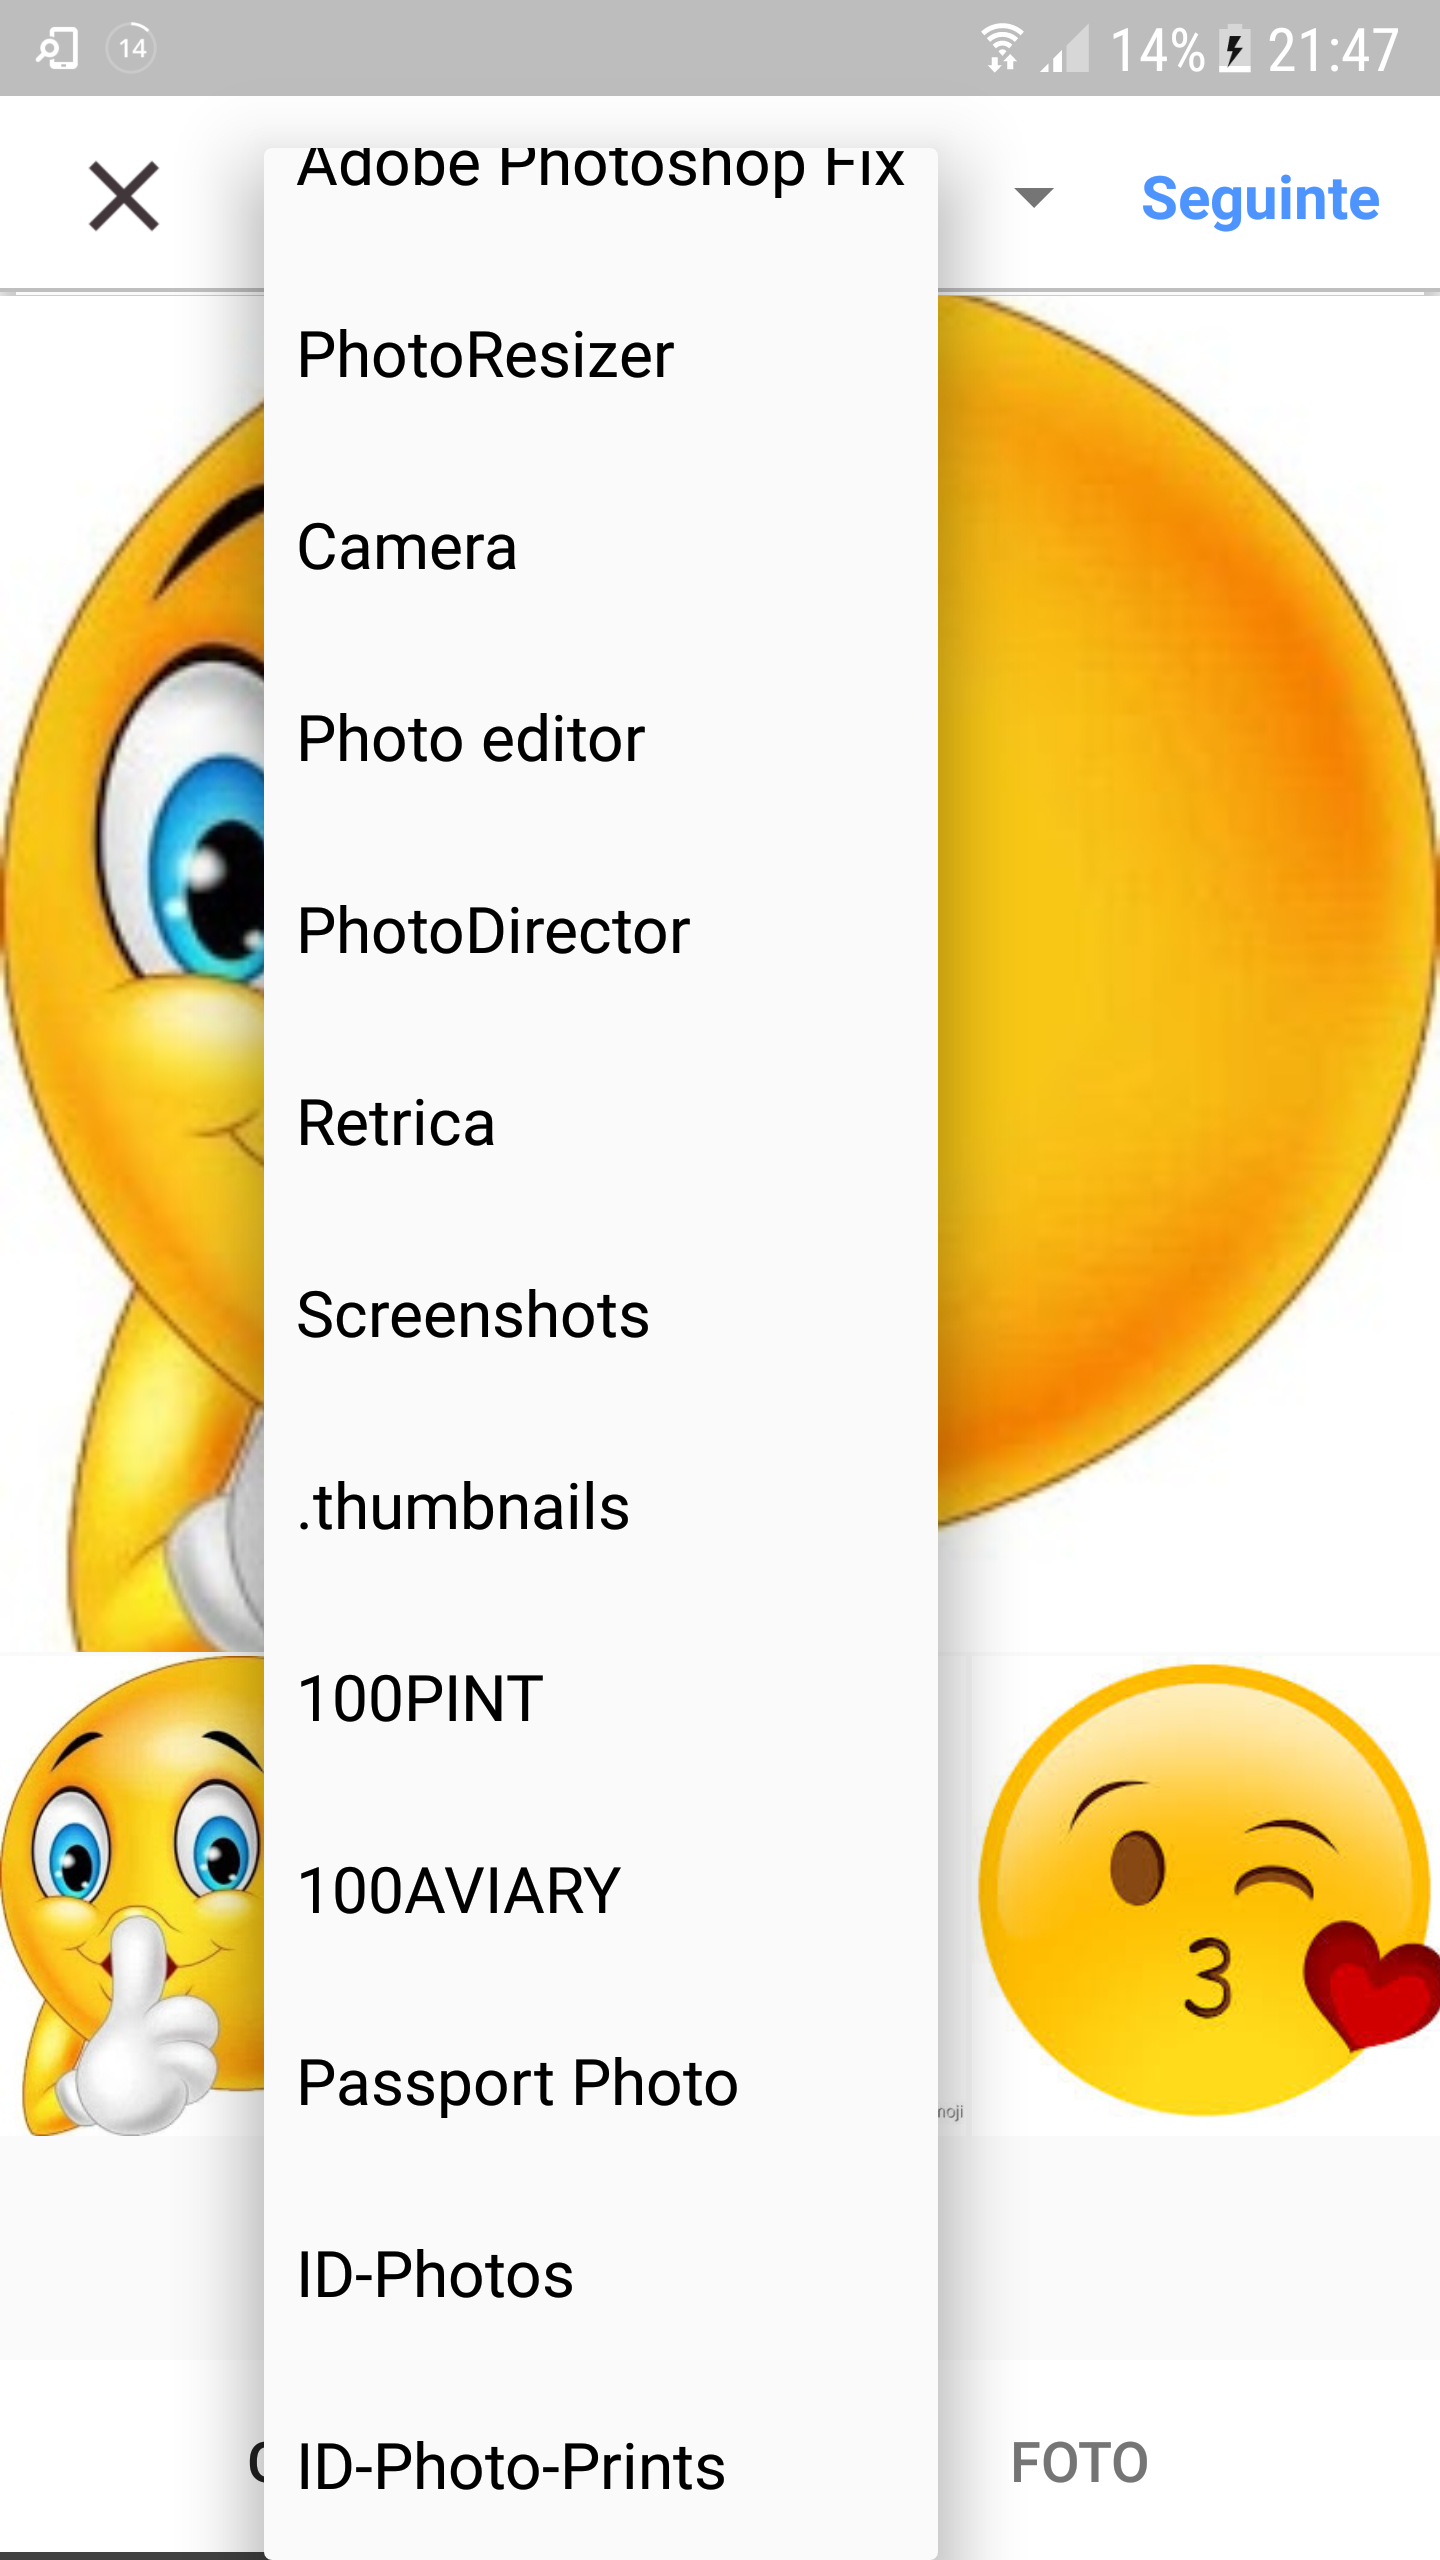 14
14% 21:47
Adobe Photoshop Fix
Seguinte
PhotoResizer
Camera
Photo editor
PhotoDirector
Retrica
Screenshots
.thumbnails
100PINT
100AVIARY
Passport Photo
ID-Photos
ID-Photo-Prints
FOTO